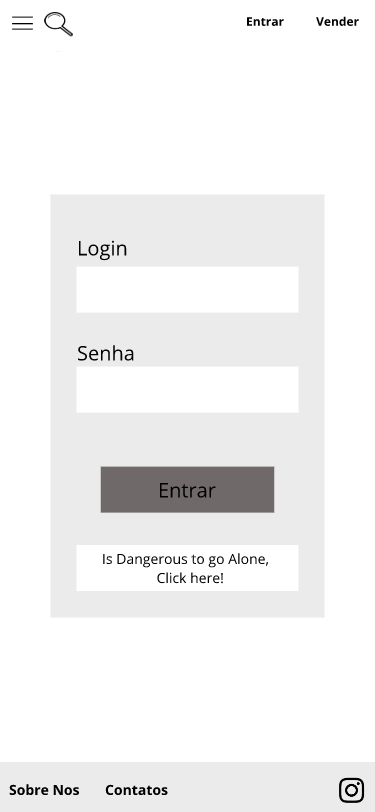 Entrar Vender
Login
Senha
Entrar
Is Dangerous to go Alone,
Click here!
Sobre Nos Contatos